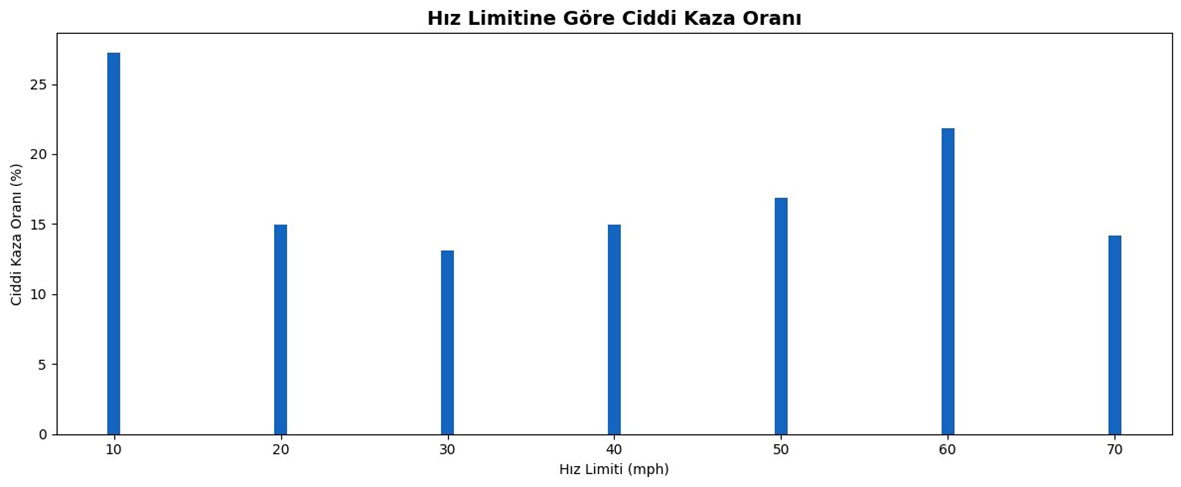 Hız Limitine Göre Ciddi Kaza Oranı
Ciddi Kaza Oranı (%)
25
20
15
10
5
0
10 20 30 40 50 60 70
Hız Limiti (mph)